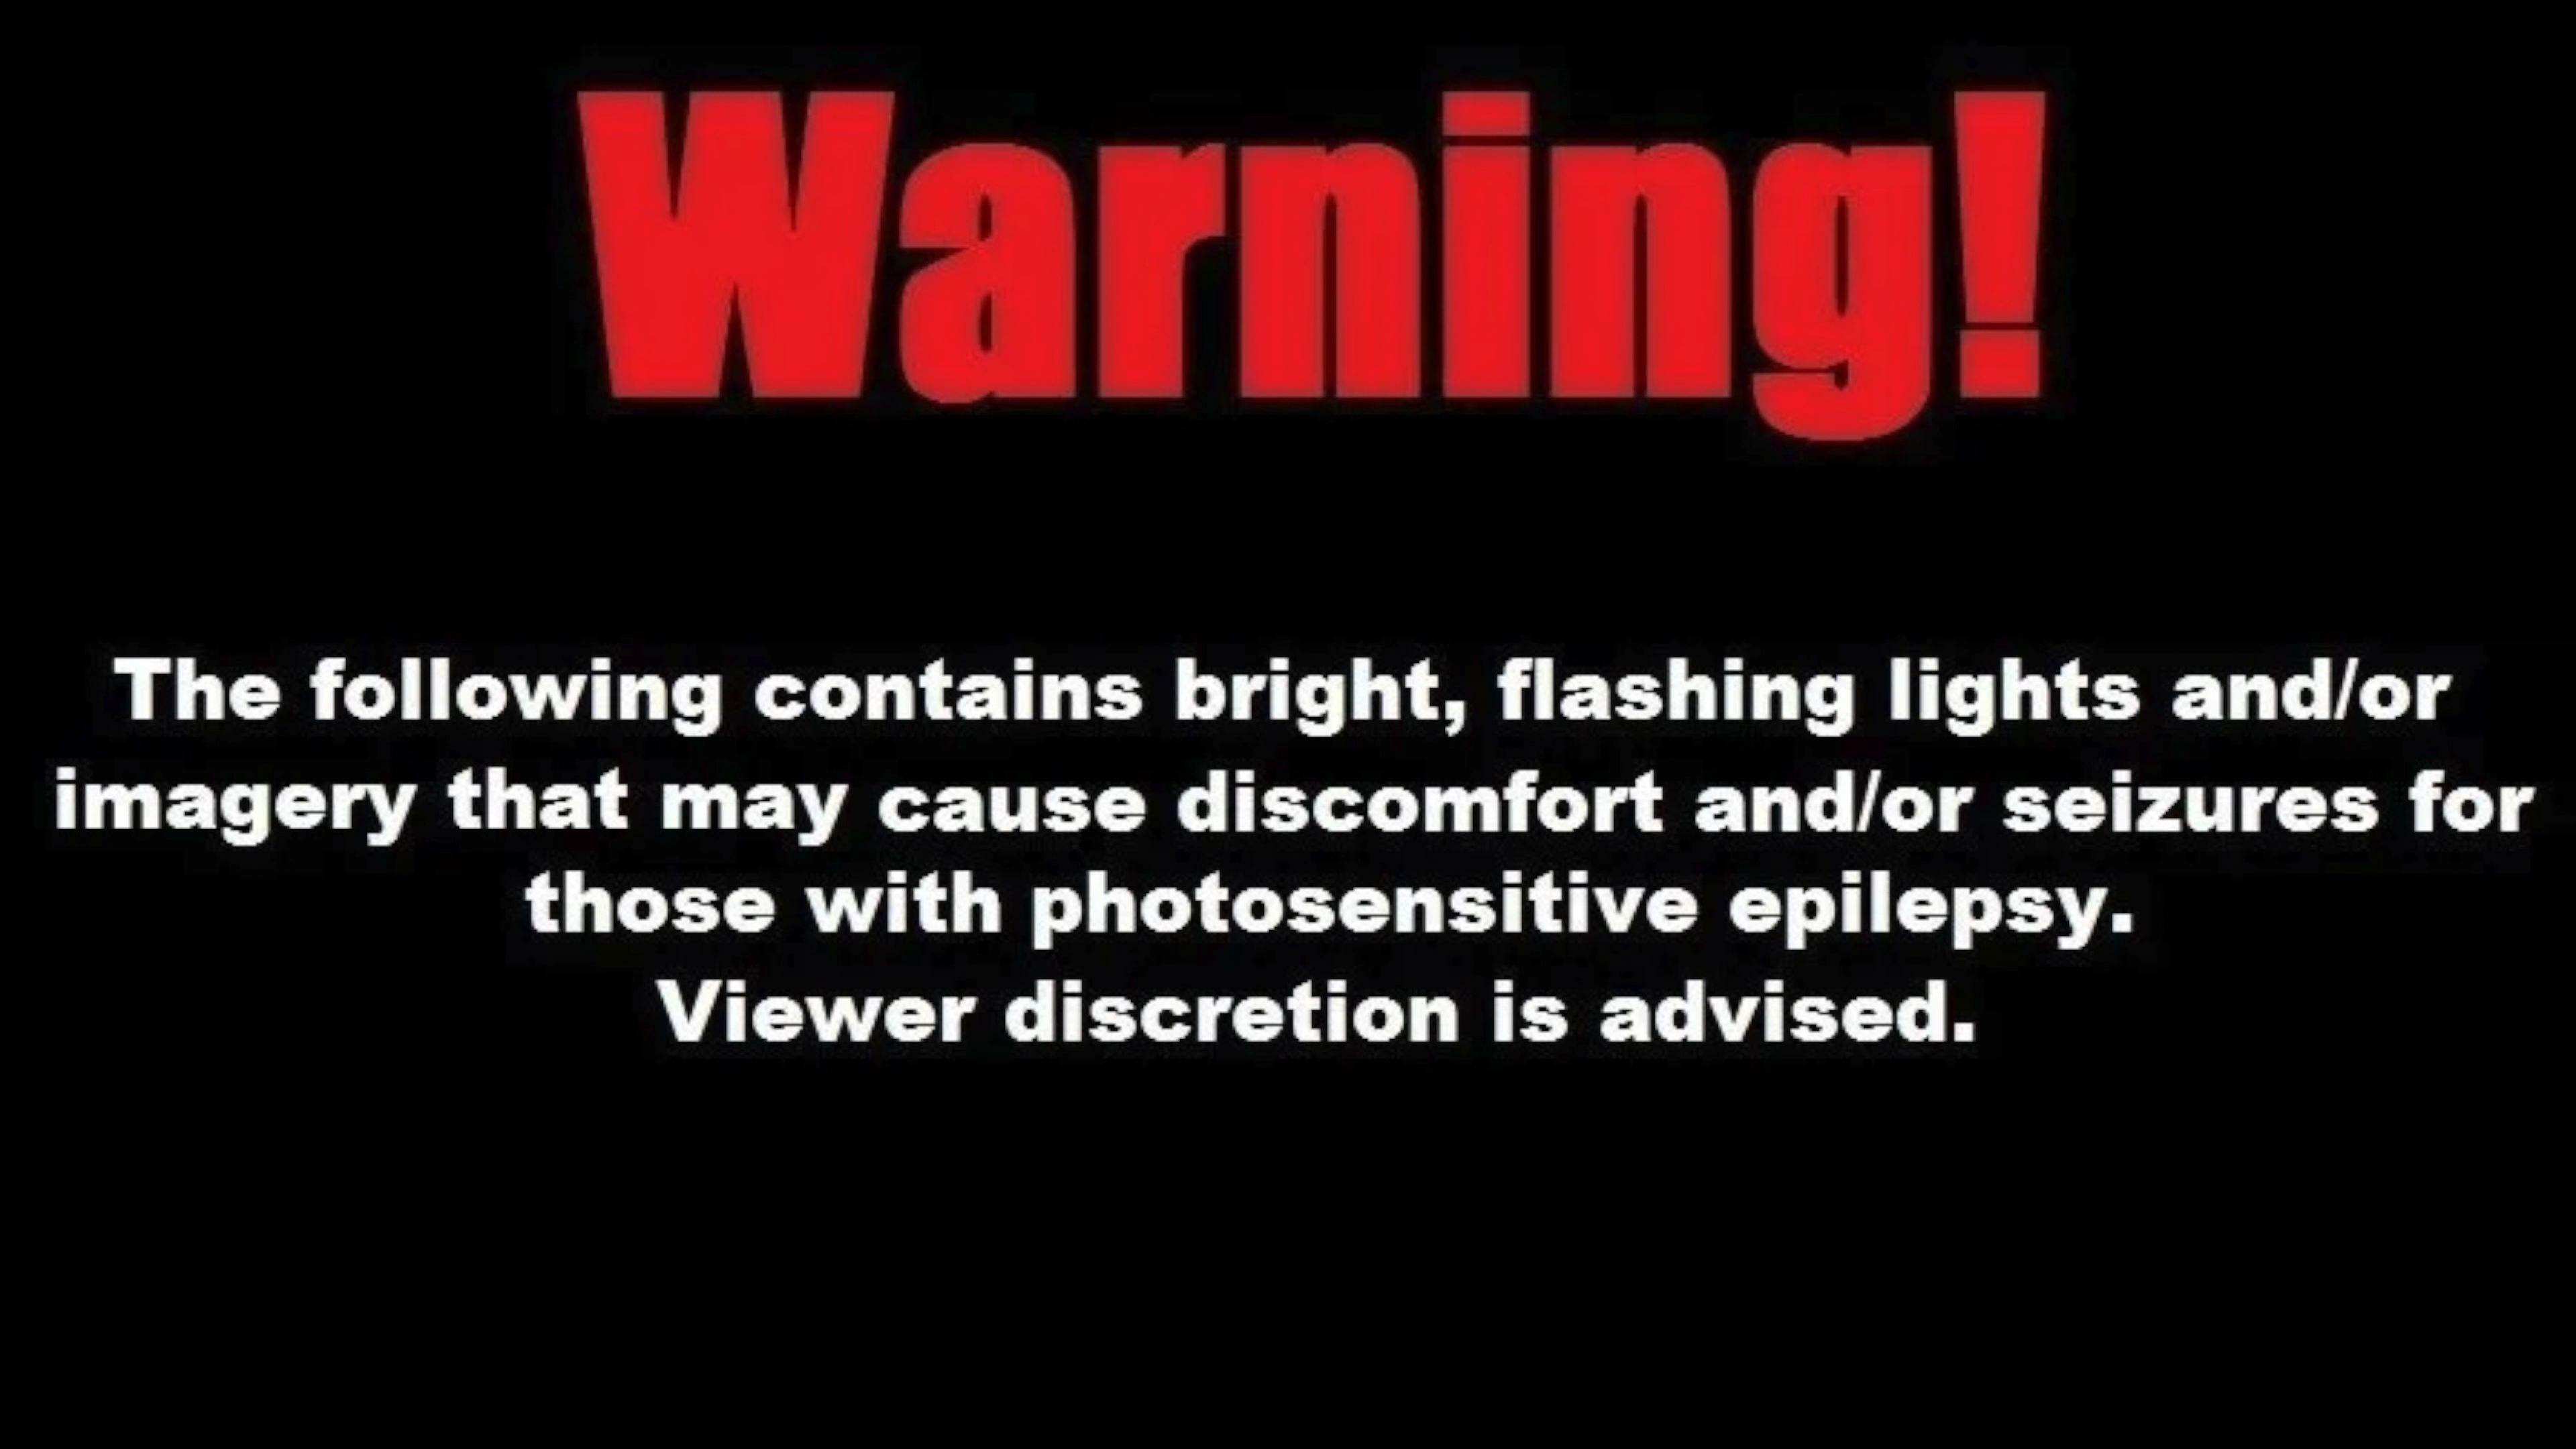 Warning!
The following contains bright, flashing lights and/or
imagery that may cause discomfort and/or seizures for
those with photosensitive epilepsy.
Viewer discretion is advised.